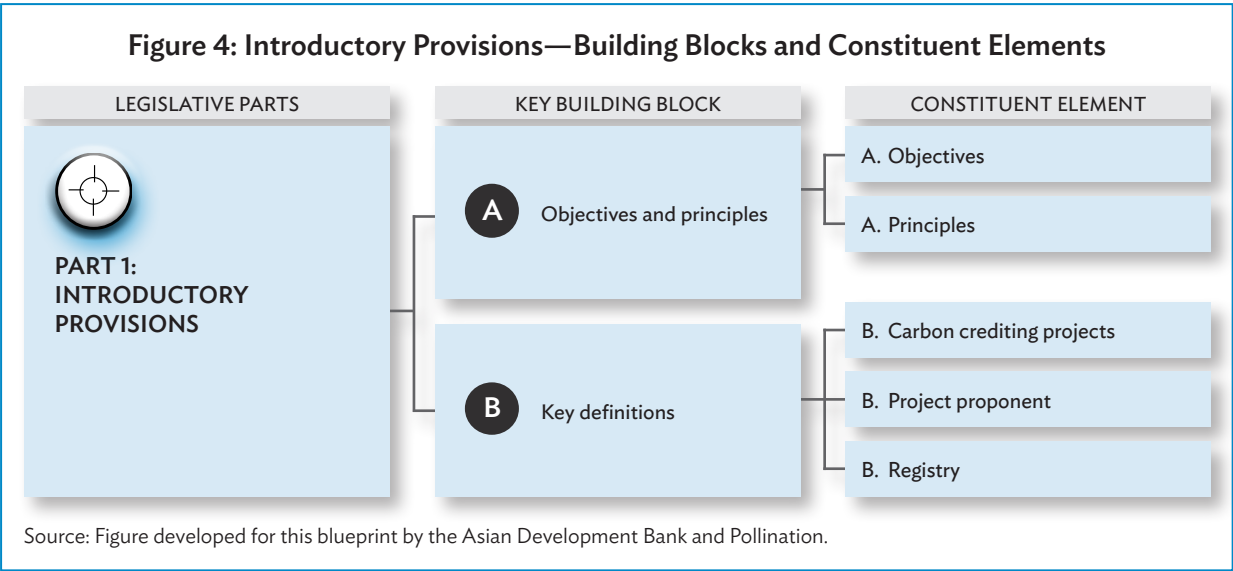 Figure 4: Introductory Provisions—Building Blocks and Constituent Elements
LEGISLATIVE PARTS
KEY BUILDING BLOCK
CONSTITUENT ELEMENT
PART 1:
INTRODUCTORY
PROVISIONS
A
Objectives and principles
A. Objectives
A. Principles
B
Key definitions
B. Carbon crediting projects
B. Project proponent
B. Registry
Source: Figure developed for this blueprint by the Asian Development Bank and Pollination.